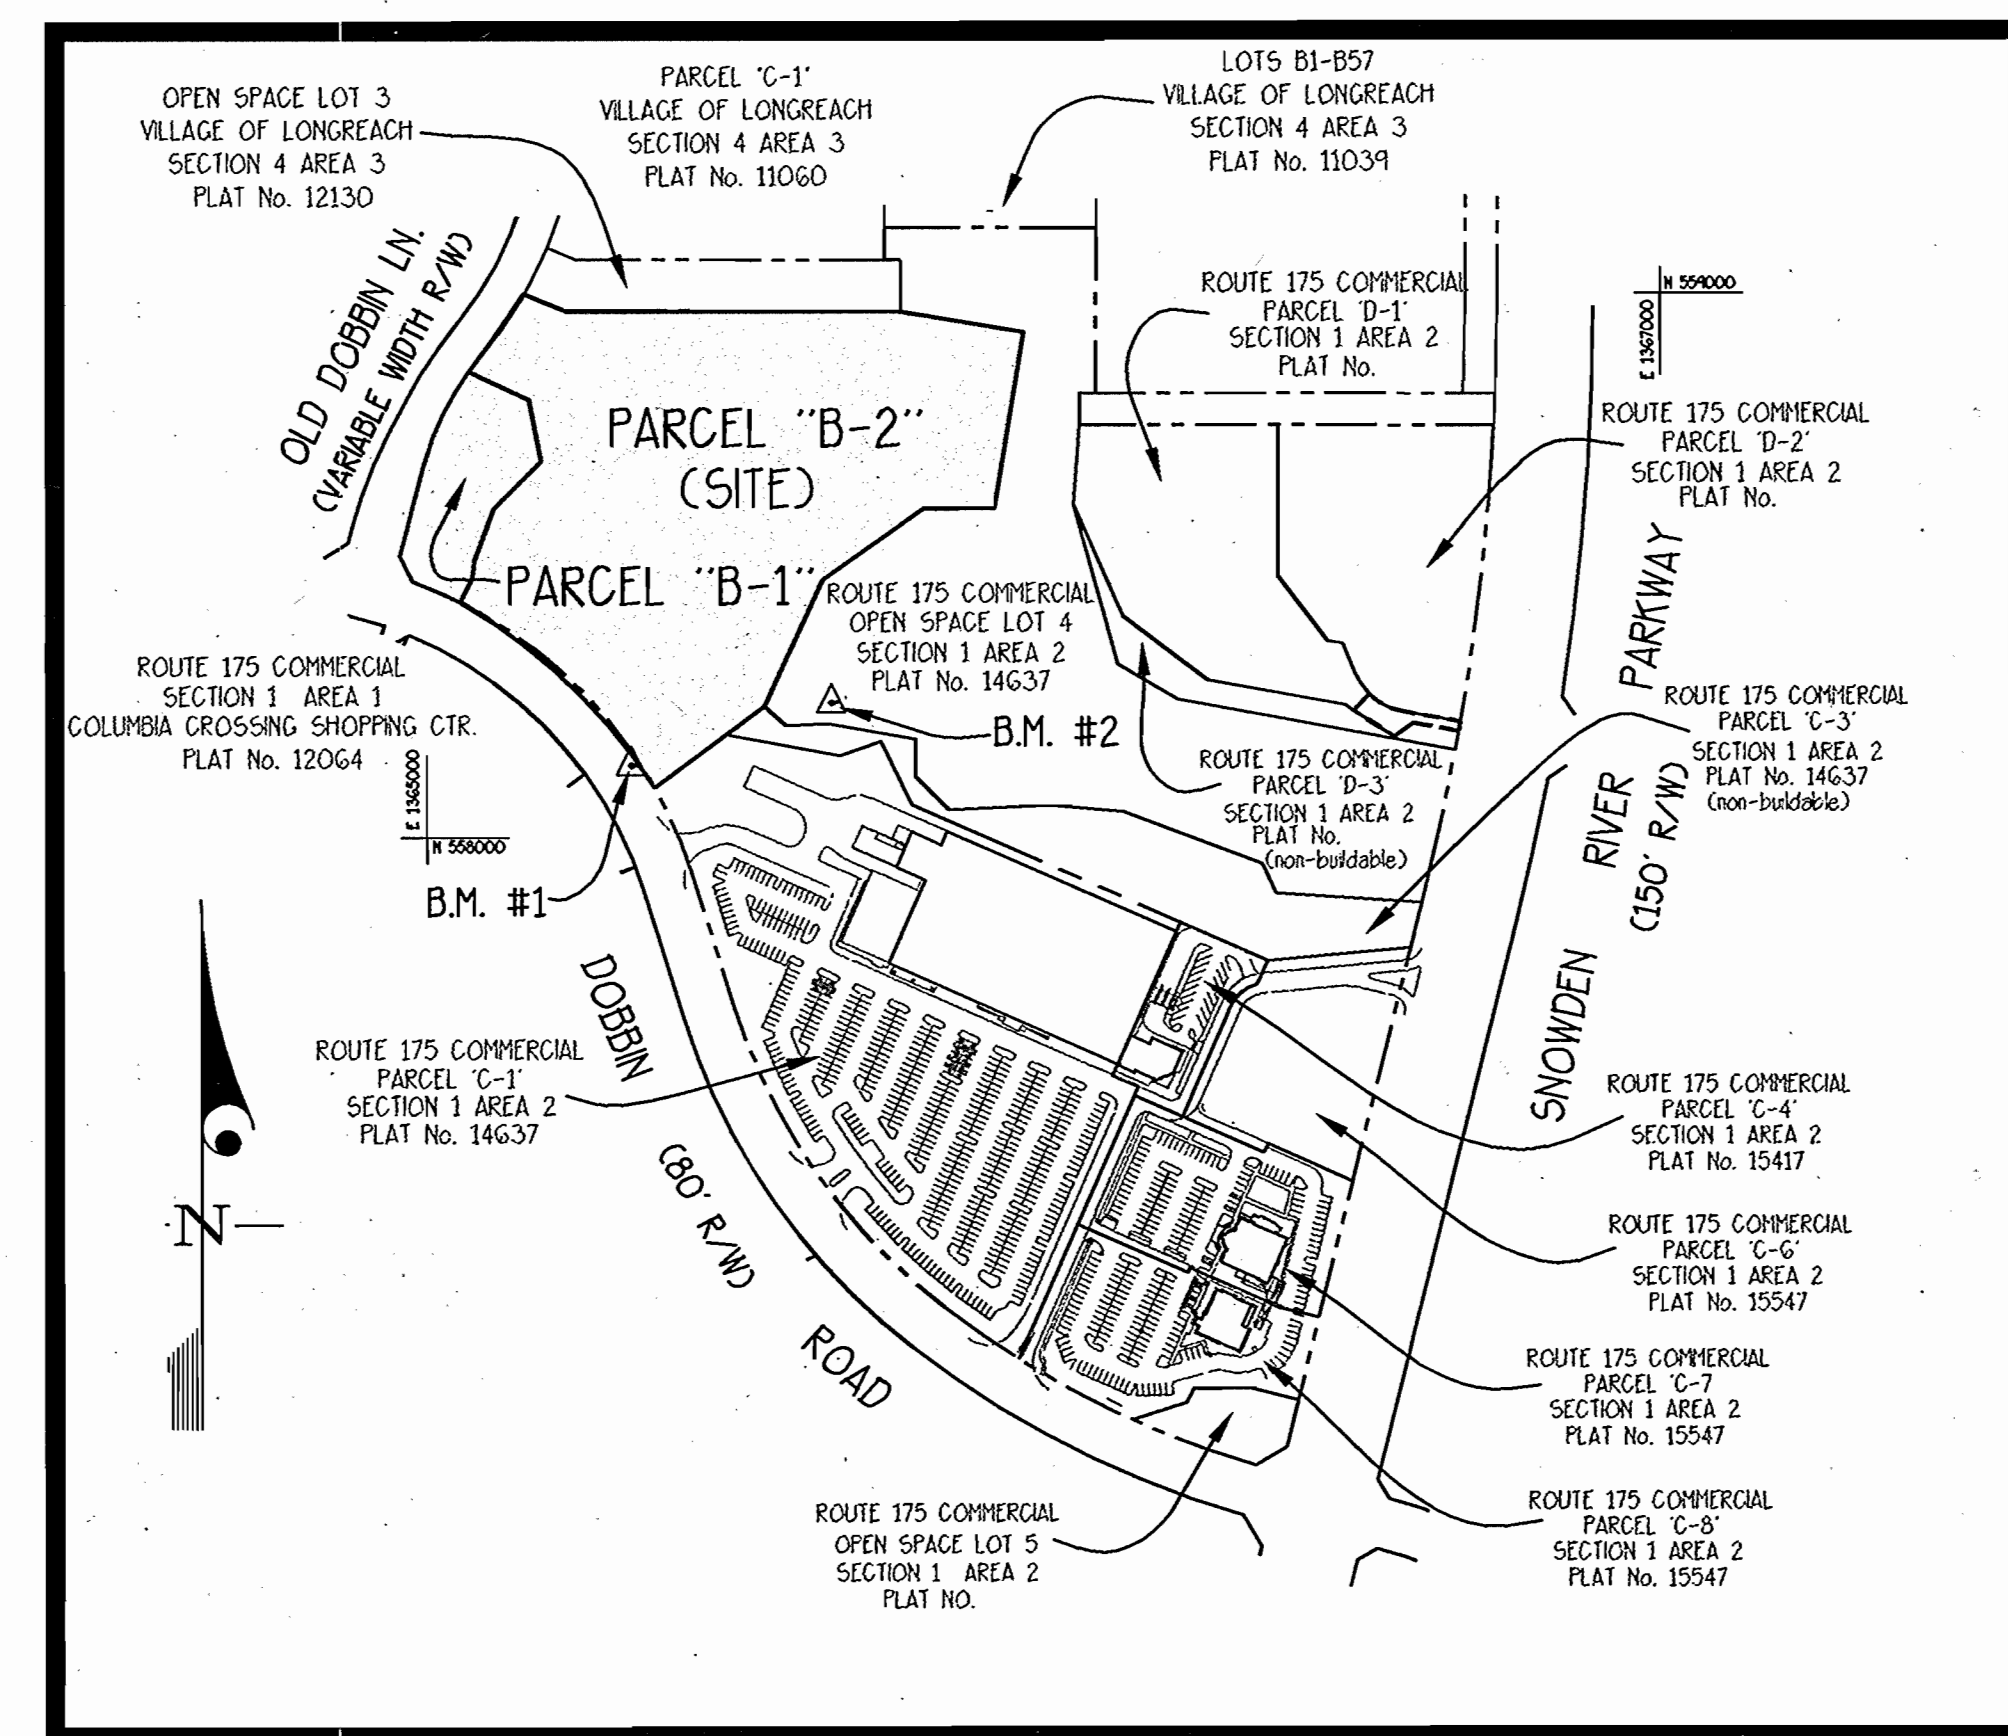 OPEN SPACE LOT 3
VILLAGE OF LONGREACH
SECTION 4 AREA 3
PLAT No. 12130
PARCEL 'C-1'
VILLAGE OF LONGREACH
SECTION 4 AREA 3
PLAT No. 11060
LOTS B1-B57
VILLAGE OF LONGREACH
SECTION 4 AREA 3
PLAT No. 11039
OLD DOBBIN LN.
(VARIABLE WIDTH R/W)
ROUTE 175 COMMERCIAL
PARCEL 'D-1'
SECTION 1 AREA 2
PLAT No.
N 559000
E 1367000
ROUTE 175 COMMERCIAL
PARCEL 'D-2'
SECTION 1 AREA 2
PLAT No.
PARCEL "B-2"
(SITE)
PARCEL "B-1"
ROUTE 175 COMMERCIAL
OPEN SPACE LOT 4
SECTION 1 AREA 2
PLAT No. 14637
B.M. #2
ROUTE 175 COMMERCIAL
SECTION 1 AREA 1
COLUMBIA CROSSING SHOPPING CTR.
PLAT No. 12064
E 1365000
N 558000
B.M. #1
ROUTE 175 COMMERCIAL
PARCEL 'D-3'
SECTION 1 AREA 2
PLAT No.
(non-buildable)
ROUTE 175 COMMERCIAL
PARCEL 'C-3'
SECTION 1 AREA 2
PLAT No. 14637
(non-buildable)
SNOWDEN RIVER PARKWAY
(150' R/W)
DOBBIN ROAD
(80' R/W)
ROUTE 175 COMMERCIAL
PARCEL 'C-1'
SECTION 1 AREA 2
PLAT No. 14637
N
ROUTE 175 COMMERCIAL
PARCEL 'C-4'
SECTION 1 AREA 2
PLAT No. 15417
ROUTE 175 COMMERCIAL
PARCEL 'C-6'
SECTION 1 AREA 2
PLAT No. 15547
ROUTE 175 COMMERCIAL
PARCEL 'C-7
SECTION 1 AREA 2
PLAT No. 15547
ROUTE 175 COMMERCIAL
PARCEL 'C-8'
SECTION 1 AREA 2
PLAT No. 15547
ROUTE 175 COMMERCIAL
OPEN SPACE LOT 5
SECTION 1 AREA 2
PLAT NO.